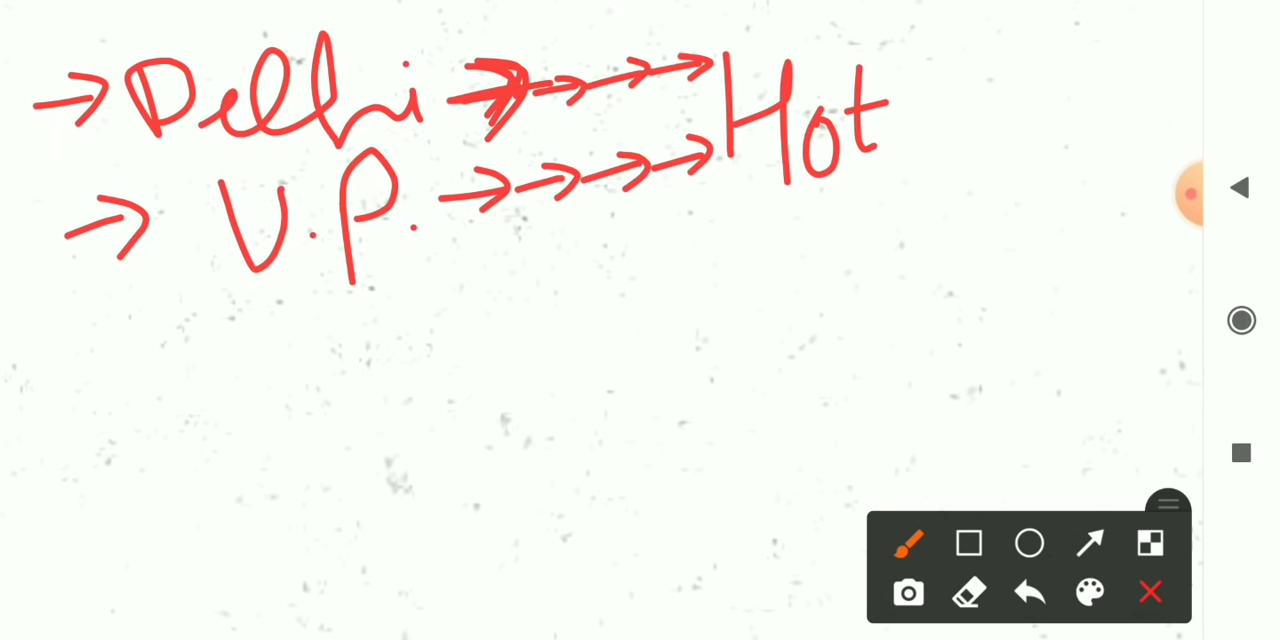 → Delhi →→→→ Hot
→ U.P. →→→→